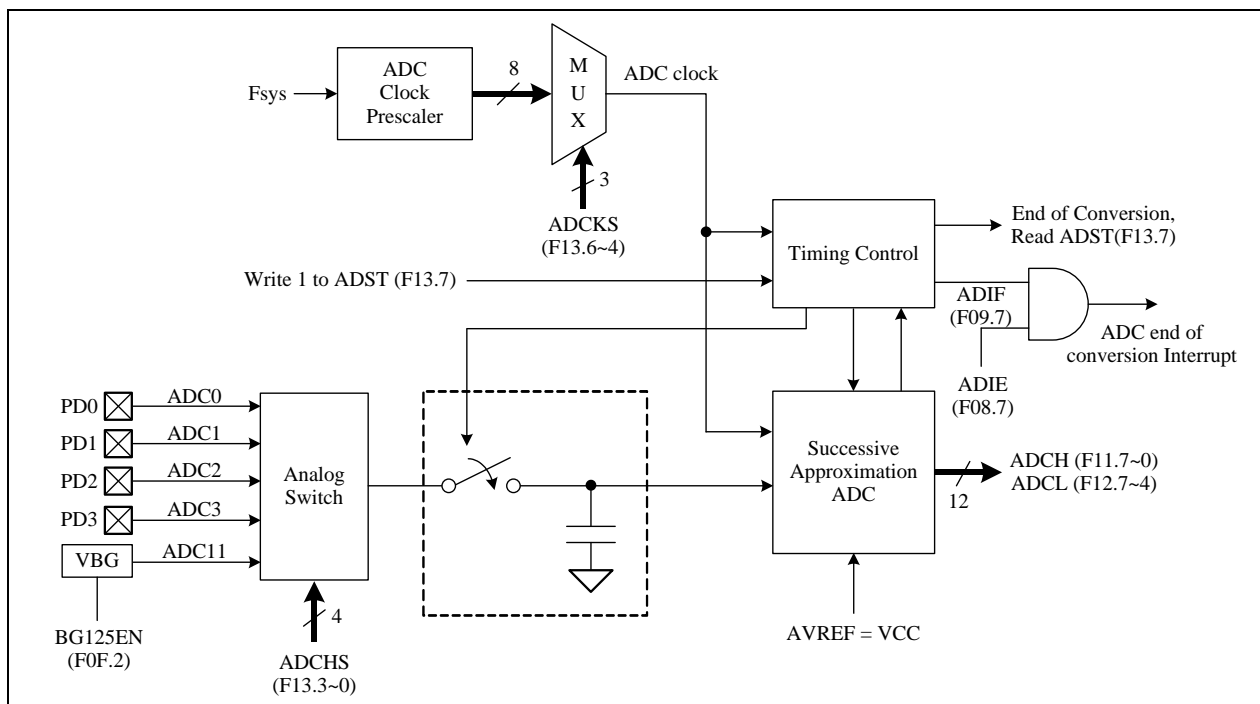 Fsys
ADC
Clock
Prescaler
8
M
U
X
ADC clock
3
ADCKS
(F13.6~4)
Write 1 to ADST (F13.7)
Timing Control
End of Conversion,
Read ADST(F13.7)
ADIF
(F09.7)
ADC end of
conversion Interrupt
ADIE
(F08.7)
PD0
ADC0
PD1
ADC1
PD2
ADC2
PD3
ADC3
VBG
ADC11
BG125EN
(F0F.2)
Analog
Switch
4
ADCHS
(F13.3~0)
Successive
Approximation
ADC
12
ADCH (F11.7~0)
ADCL (F12.7~4)
AVREF = VCC